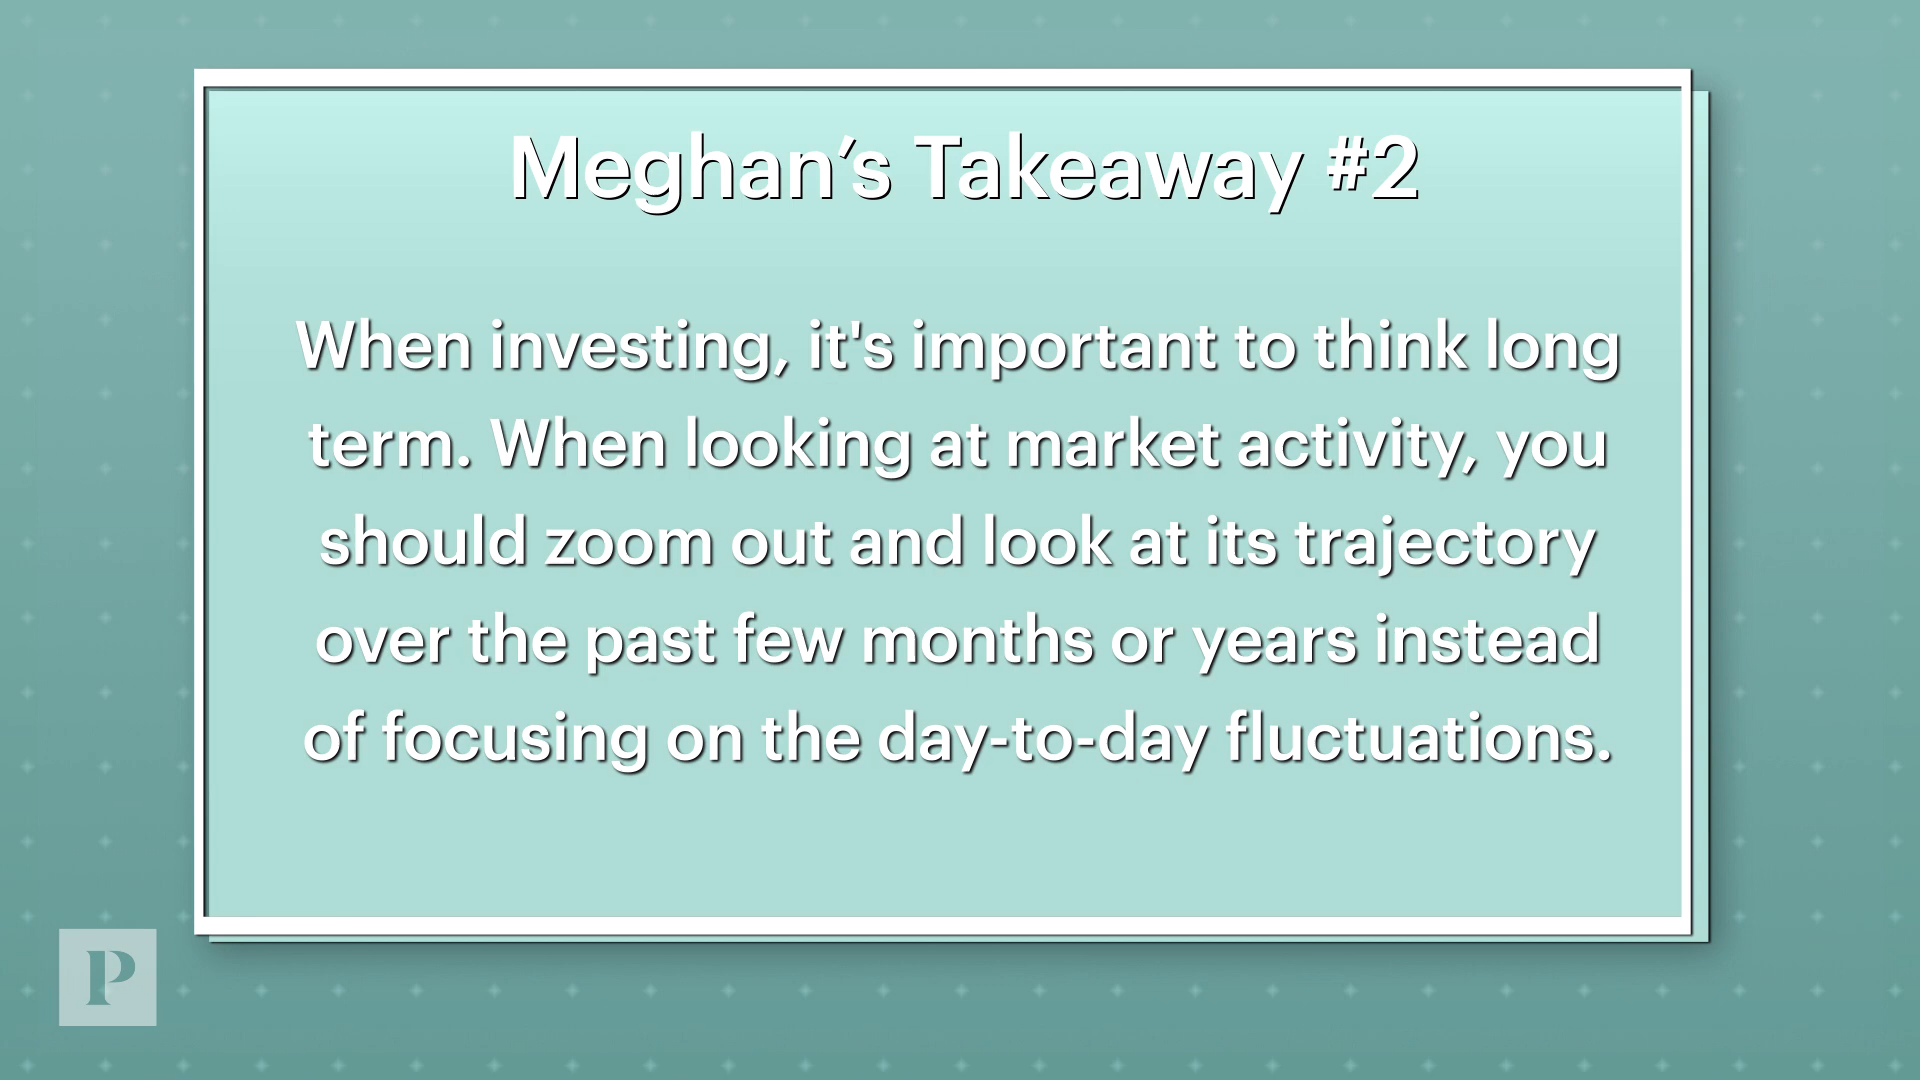 Meghan’s Takeaway #2
When investing, it's important to think long
term. When looking at market activity, you
should zoom out and look at its trajectory
over the past few months or years instead
of focusing on the day-to-day fluctuations.
P